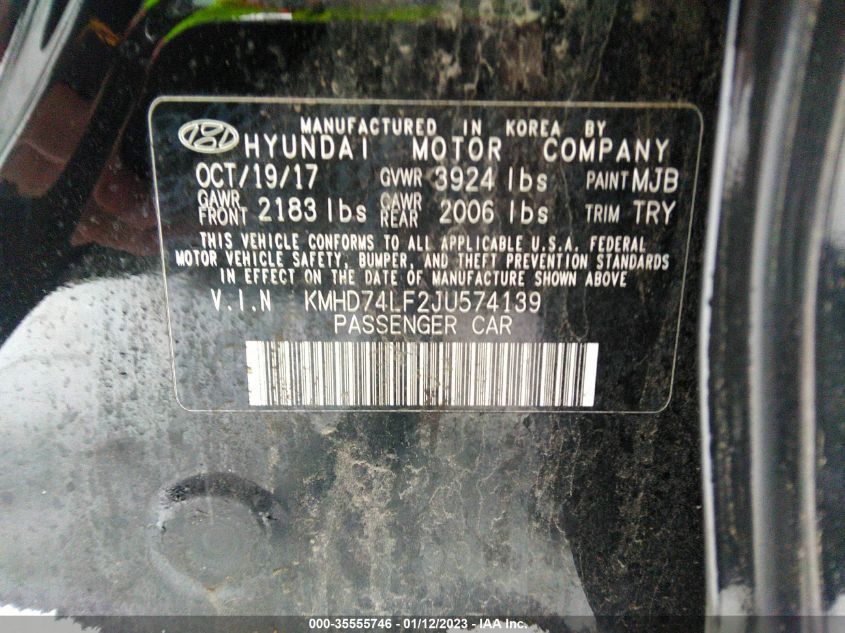 MANUFACTURED IN KOREA BY
HYUNDAI MOTOR COMPANY
OCT/19/17 GVWR 3924 lbs PAINT MJB
GAWR FRONT 2183 lbs GAWR REAR 2006 lbs TRIM TRY
THIS VEHICLE CONFORMS TO ALL APPLICABLE U.S.A. FEDERAL
MOTOR VEHICLE SAFETY, BUMPER, AND THEFT PREVENTION STANDARDS
IN EFFECT ON THE DATE OF MANUFACTURE SHOWN ABOVE
V.I.N KMHD74LF2JU574139
PASSENGER CAR
000-35555746 - 01/12/2023 - IAA Inc.